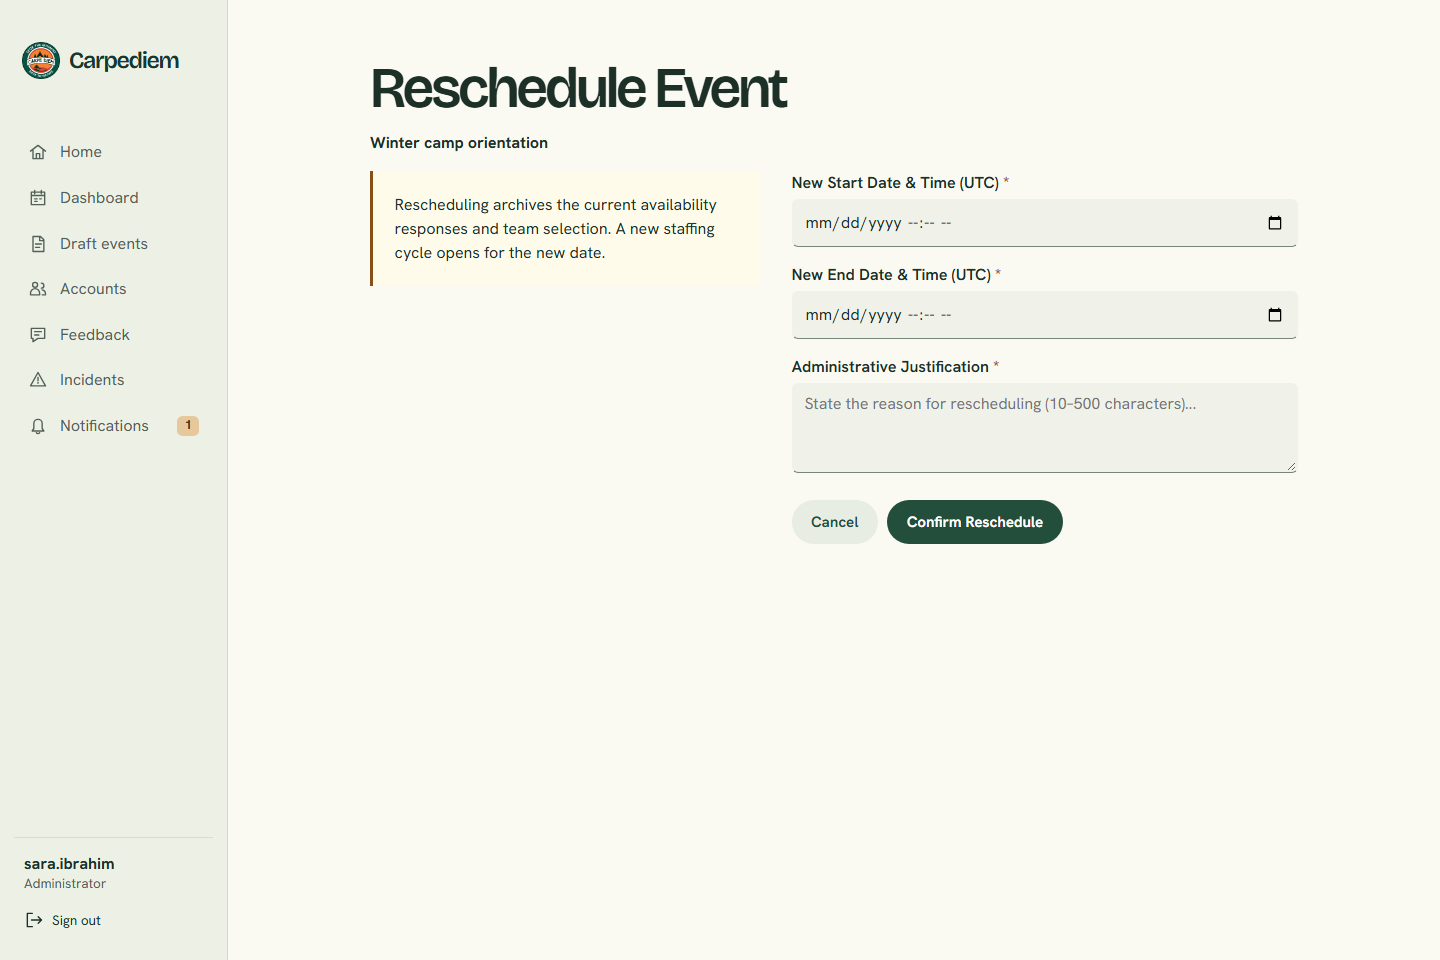 Carpediem
Home
Dashboard
Draft events
Accounts
Feedback
Incidents
Notifications 1
sara.ibrahim
Administrator
Sign out
Reschedule Event
Winter camp orientation
Rescheduling archives the current availability
responses and team selection. A new staffing
cycle opens for the new date.
New Start Date & Time (UTC) *
mm/dd/yyyy --:-- --
New End Date & Time (UTC) *
mm/dd/yyyy --:-- --
Administrative Justification *
State the reason for rescheduling (10–500 characters)...
Cancel
Confirm Reschedule